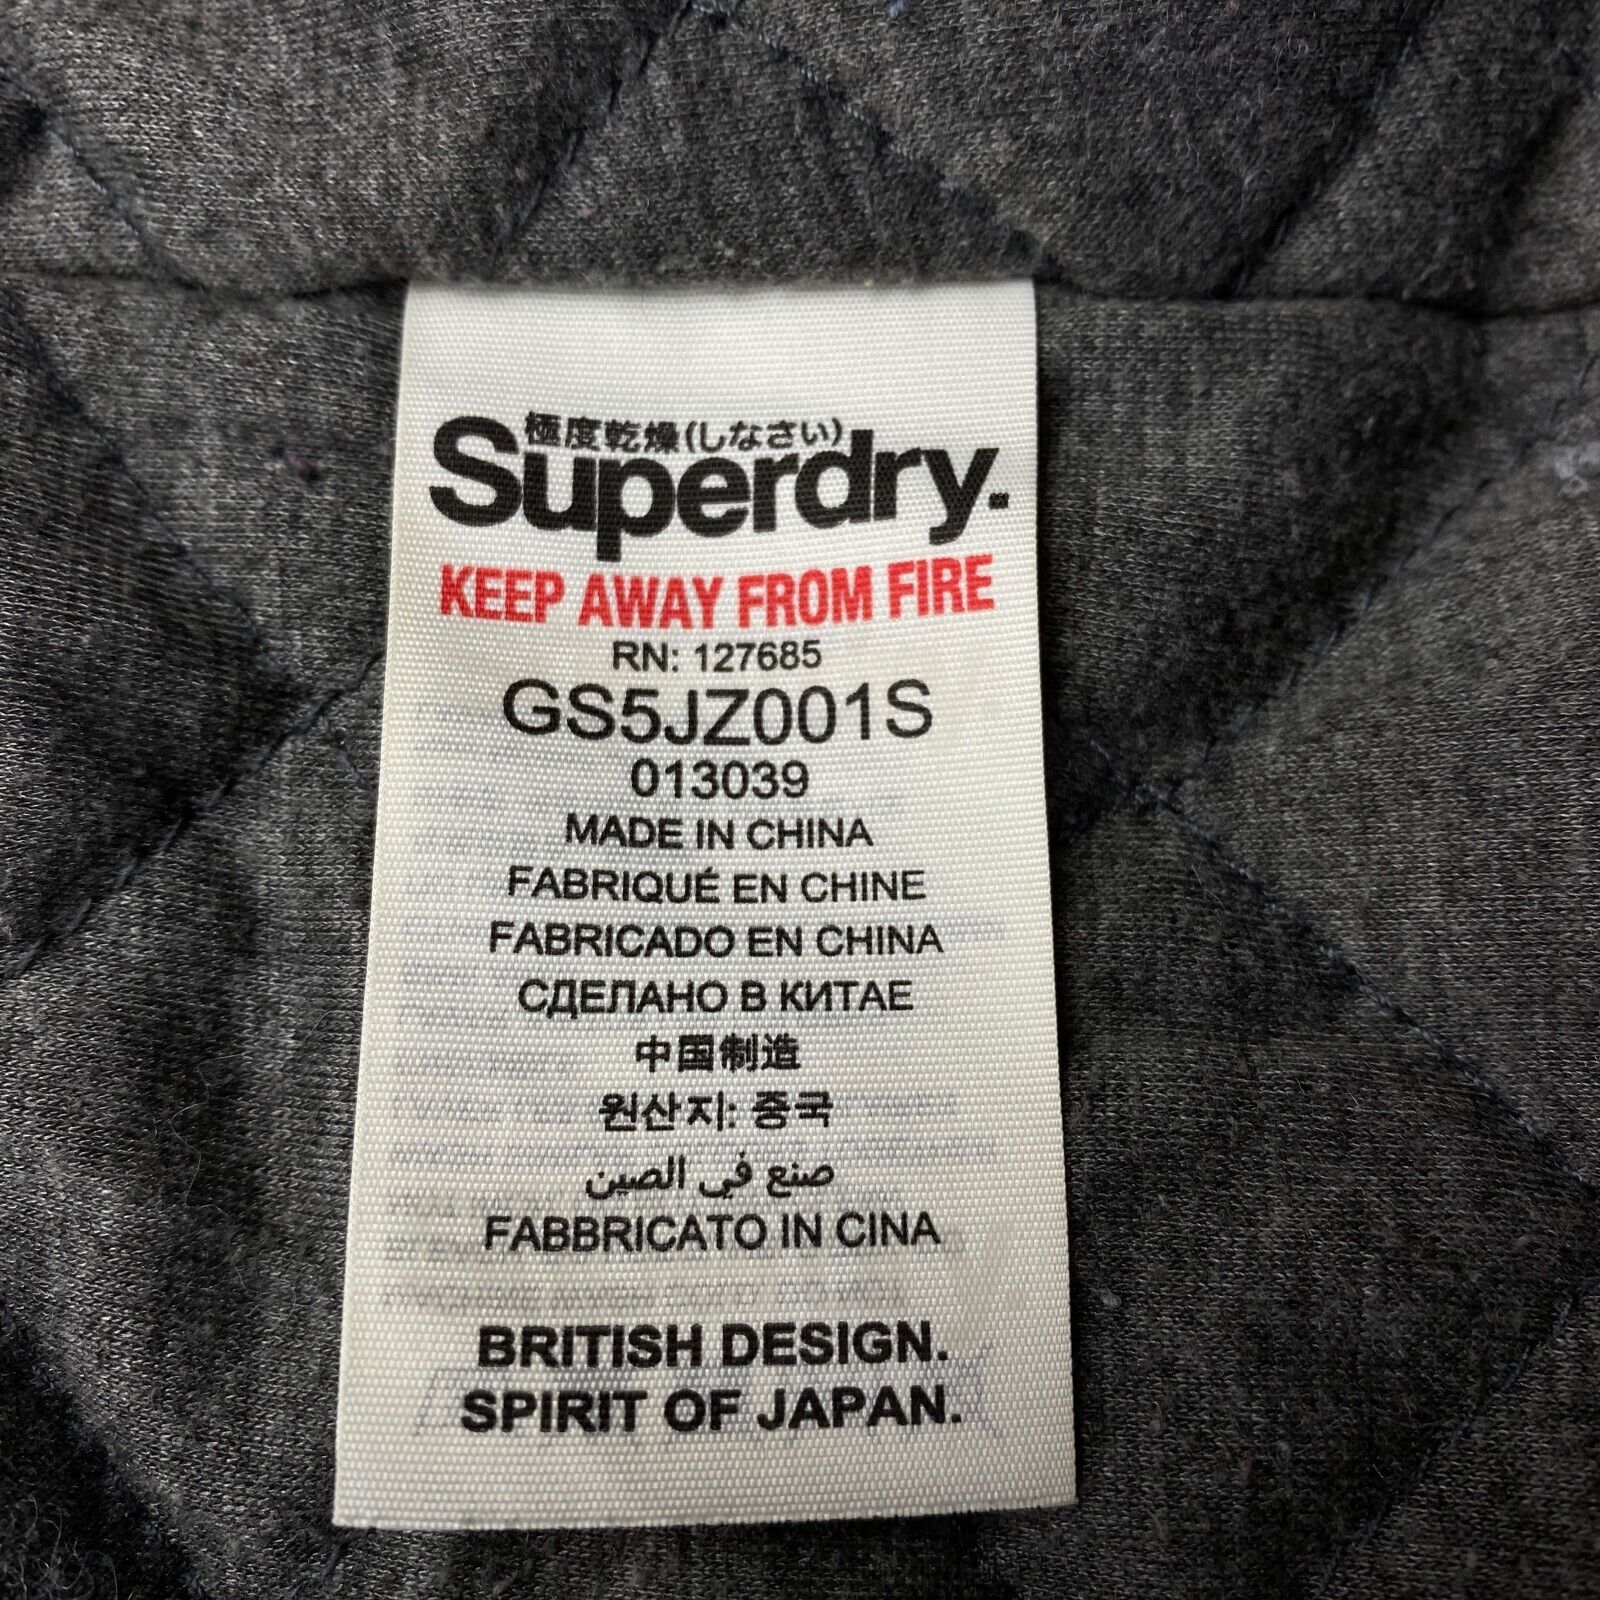 極度乾燥(しなさい)
Superdry.
KEEP AWAY FROM FIRE
RN: 127685
GS5JZ001S
013039
MADE IN CHINA
FABRIQUÉ EN CHINE
FABRICADO EN CHINA
СДЕЛАНО В КИТАЕ
中国制造
원산지: 중국
صنع في الصين
FABBRICATO IN CINA
BRITISH DESIGN.
SPIRIT OF JAPAN.